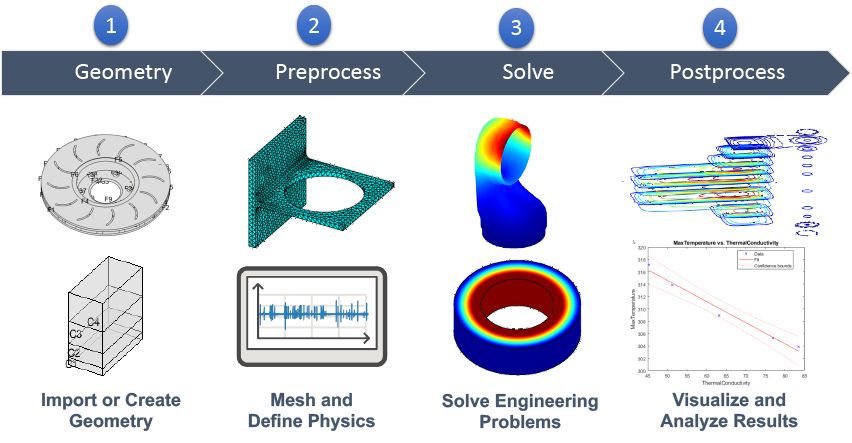 1
2
3
4
Geometry
Preprocess
Solve
Postprocess
F5
F9
F4
F2
C4
C3
C2
MaxTemperature vs. ThermalConductivity
Data
Fit
Confidence bounds
MaxTemperature
320
318
316
314
312
310
308
306
304
302
300
45
50
55
60
65
70
75
80
85
ThermalConductivity
Import or Create
Geometry
Mesh and
Define Physics
Solve Engineering
Problems
Visualize and
Analyze Results